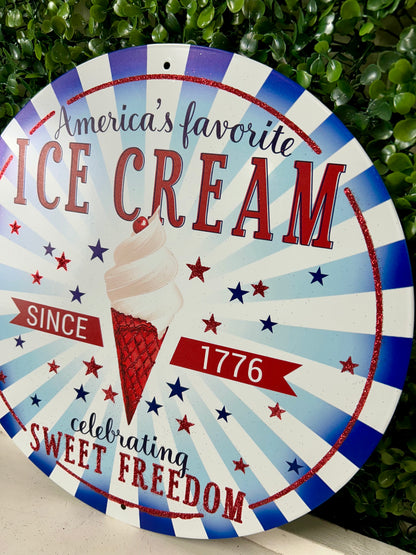 America's favorite
ICE CREAM
SINCE 1776
celebrating
SWEET FREEDOM